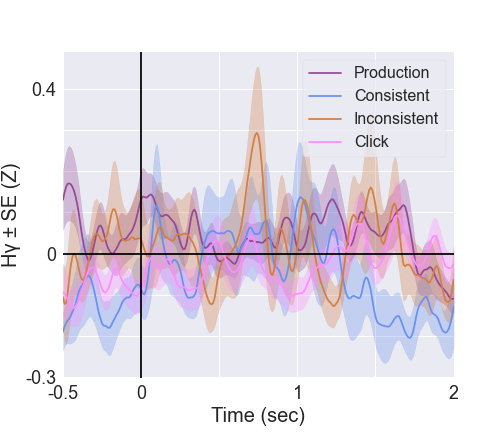 Hγ ± SE (Z)
0.4
0
-0.3
-0.5
0
1
2
Time (sec)
Production
Consistent
Inconsistent
Click